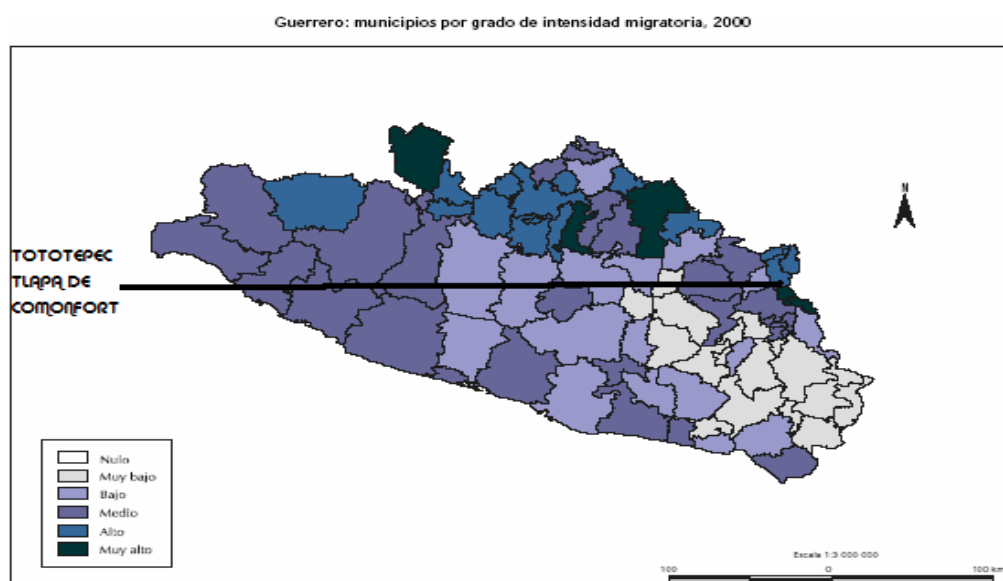 Guerrero: municipios por grado de intensidad migratoria, 2000
N
TOTOTEPEC
TLAPA DE
COMONFORT
Nulo
Muy bajo
Bajo
Medio
Alto
Muy alto
Escala 1:3 000 000
100 0 100 km